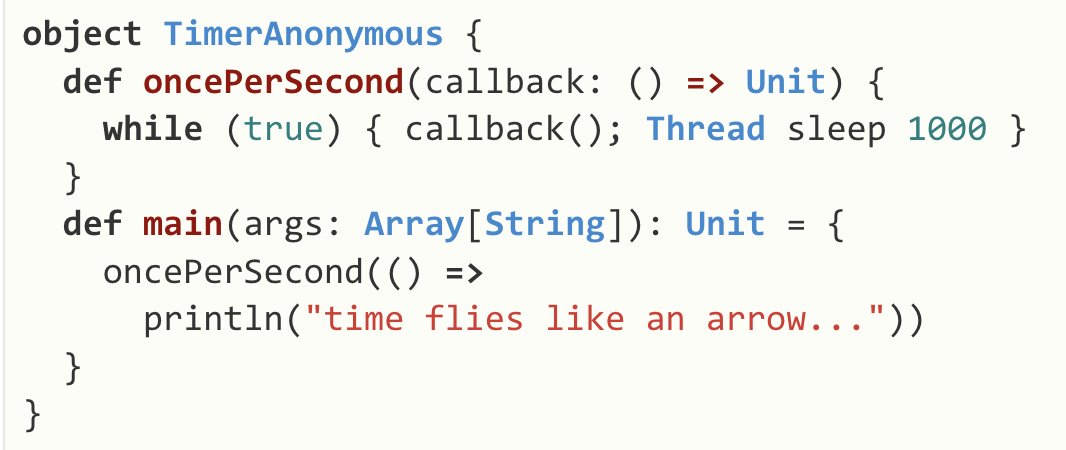 object TimerAnonymous {
  def oncePerSecond(callback: () => Unit) {
    while (true) { callback(); Thread sleep 1000 }
  }
  def main(args: Array[String]): Unit = {
    oncePerSecond(() =>
      println("time flies like an arrow..."))
  }
}